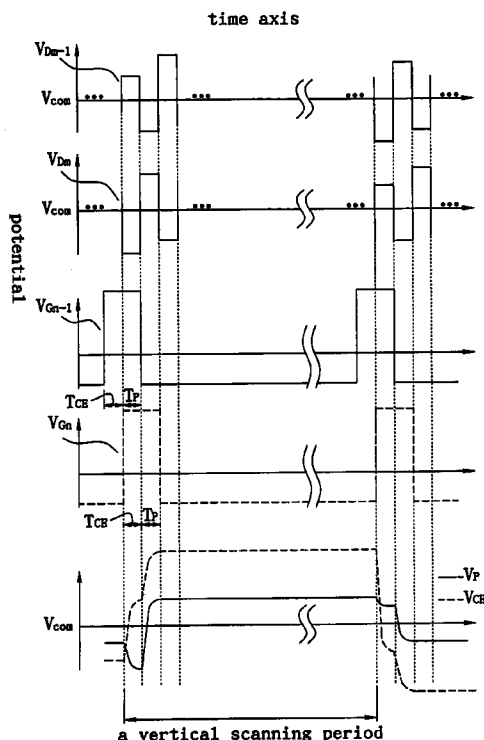 time axis
VDm-1
Vcom
•••
•••
•••
•••
VDm
Vcom
•••
•••
•••
•••
potential
VGn-1
TCE
TP
VGn
TCE
TP
VP
VCE
Vcom
a vertical scanning period